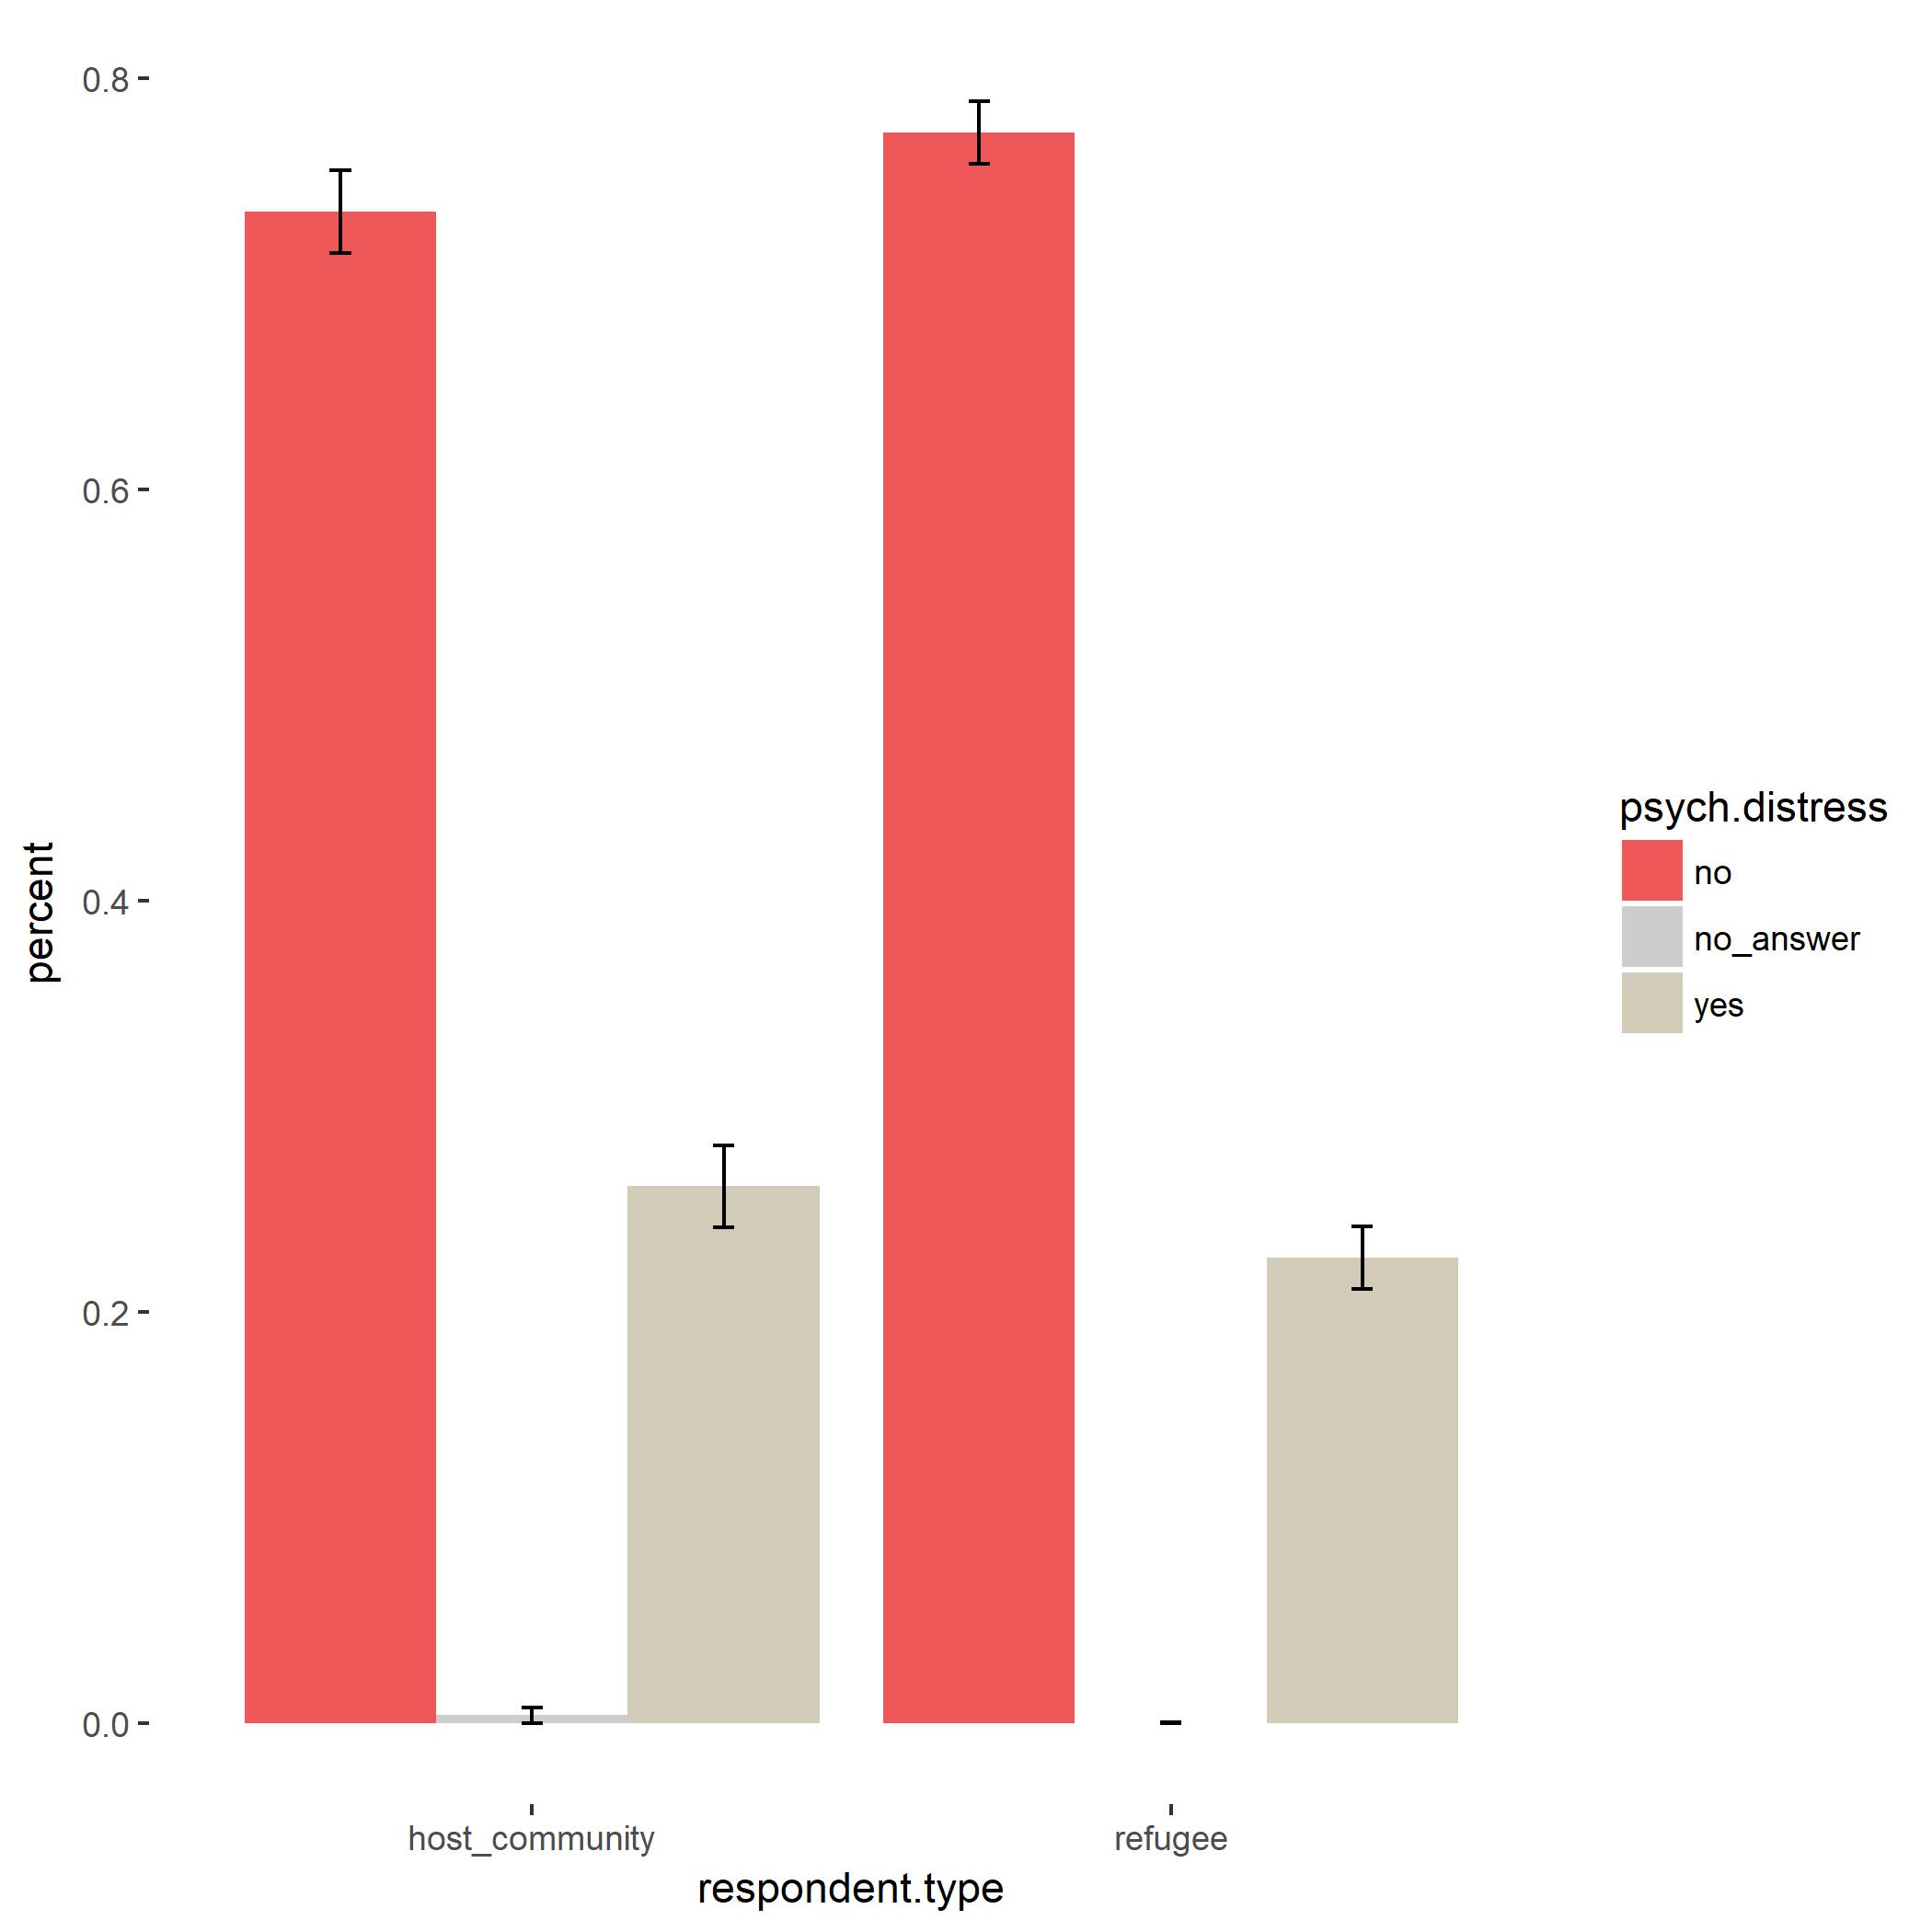 percent
0.8
0.6
0.4
0.2
0.0
host_community
refugee
respondent.type
psych.distress
no
no_answer
yes